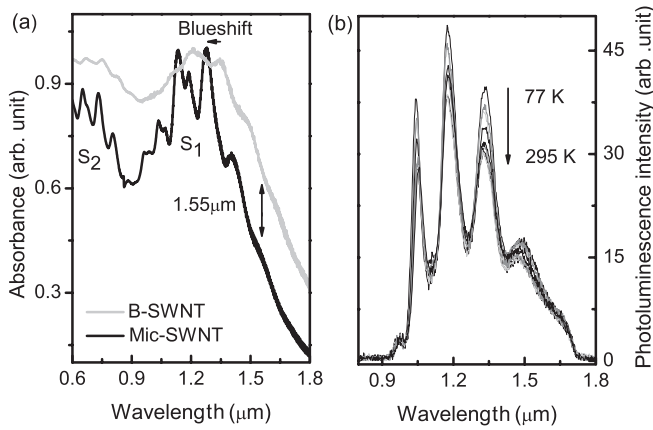 (a)
Blueshift
S1
S2
1.55μm
B-SWNT
Mic-SWNT
0.9
0.6
0.3
Absorbance (arb. unit)
0.6 0.9 1.2 1.5 1.8
Wavelength (μm)
(b)
77 K
295 K
45
30
15
0
Photoluminescence intensity (arb .unit)
0.9 1.2 1.5 1.8
Wavelength (μm)